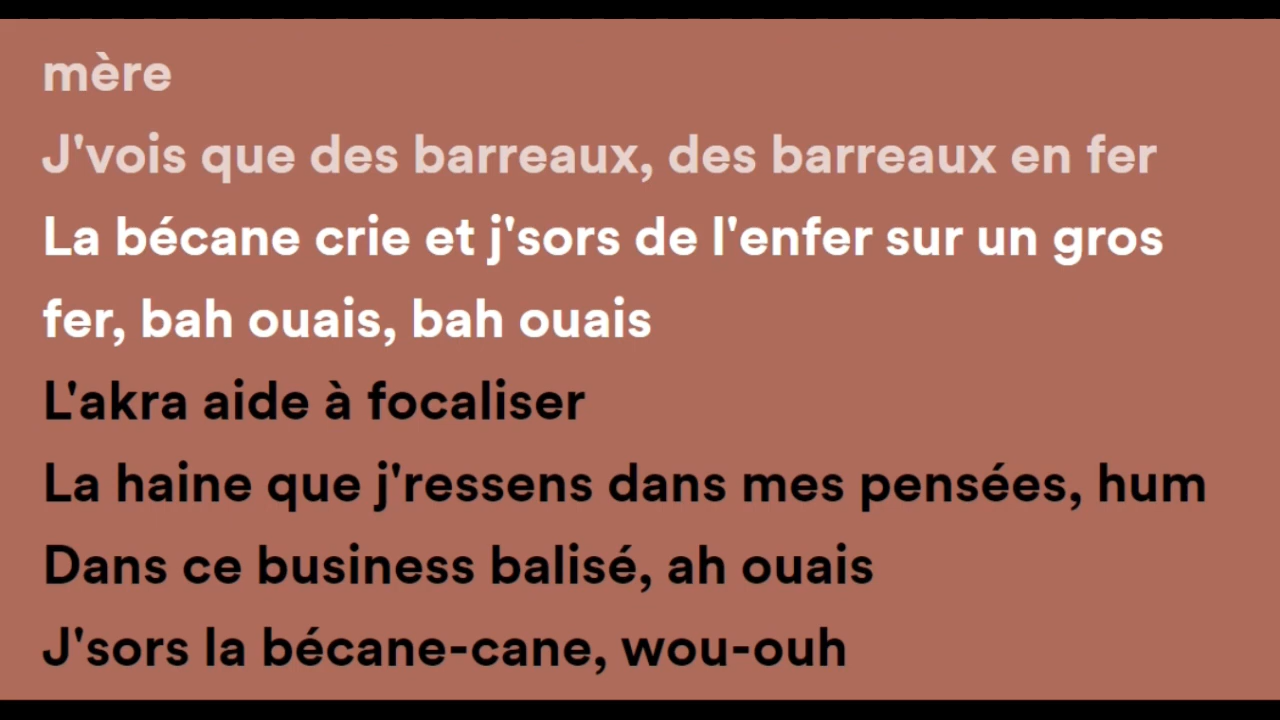 mère
J'vois que des barreaux, des barreaux en fer
La bécane crie et j'sors de l'enfer sur un gros
fer, bah ouais, bah ouais
L'akra aide à focaliser
La haine que j'ressens dans mes pensées, hum
Dans ce business balisé, ah ouais
J'sors la bécane-cane, wou-ouh